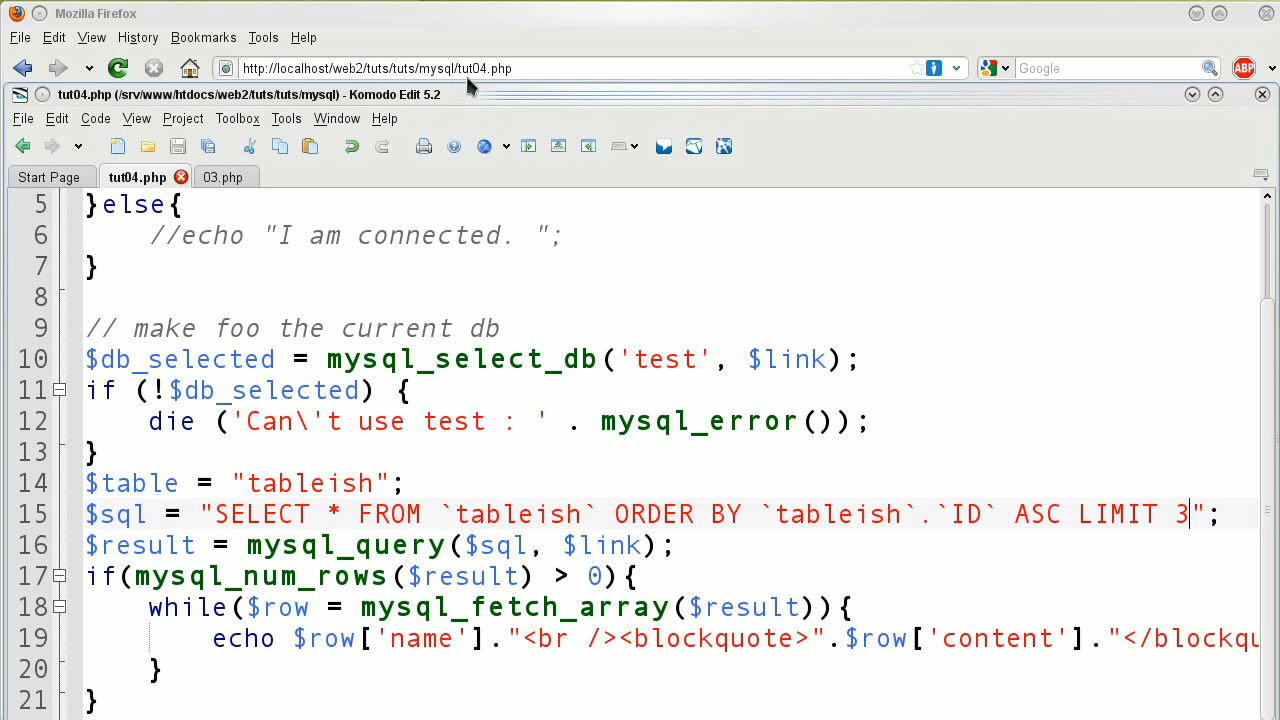 Mozilla Firefox
File Edit View History Bookmarks Tools Help
http://localhost/web2/tuts/tuts/mysql/tut04.php Google ABP
tut04.php (/srv/www/htdocs/web2/tuts/tuts/mysql) - Komodo Edit 5.2
File Edit Code View Project Toolbox Tools Window Help
Start Page tut04.php 03.php
5 }else{
6 //echo "I am connected. ";
7 }
8
9 // make foo the current db
10 $db_selected = mysql_select_db('test', $link);
11 if (!$db_selected) {
12 die ('Can\'t use test : ' . mysql_error());
13 }
14 $table = "tableish";
15 $sql = "SELECT * FROM `tableish` ORDER BY `tableish`.`ID` ASC LIMIT 3";
16 $result = mysql_query($sql, $link);
17 if(mysql_num_rows($result) > 0){
18 while($row = mysql_fetch_array($result)){
19 echo $row['name']."<br /><blockquote>".$row['content']."</blockqu
20 }
21 }